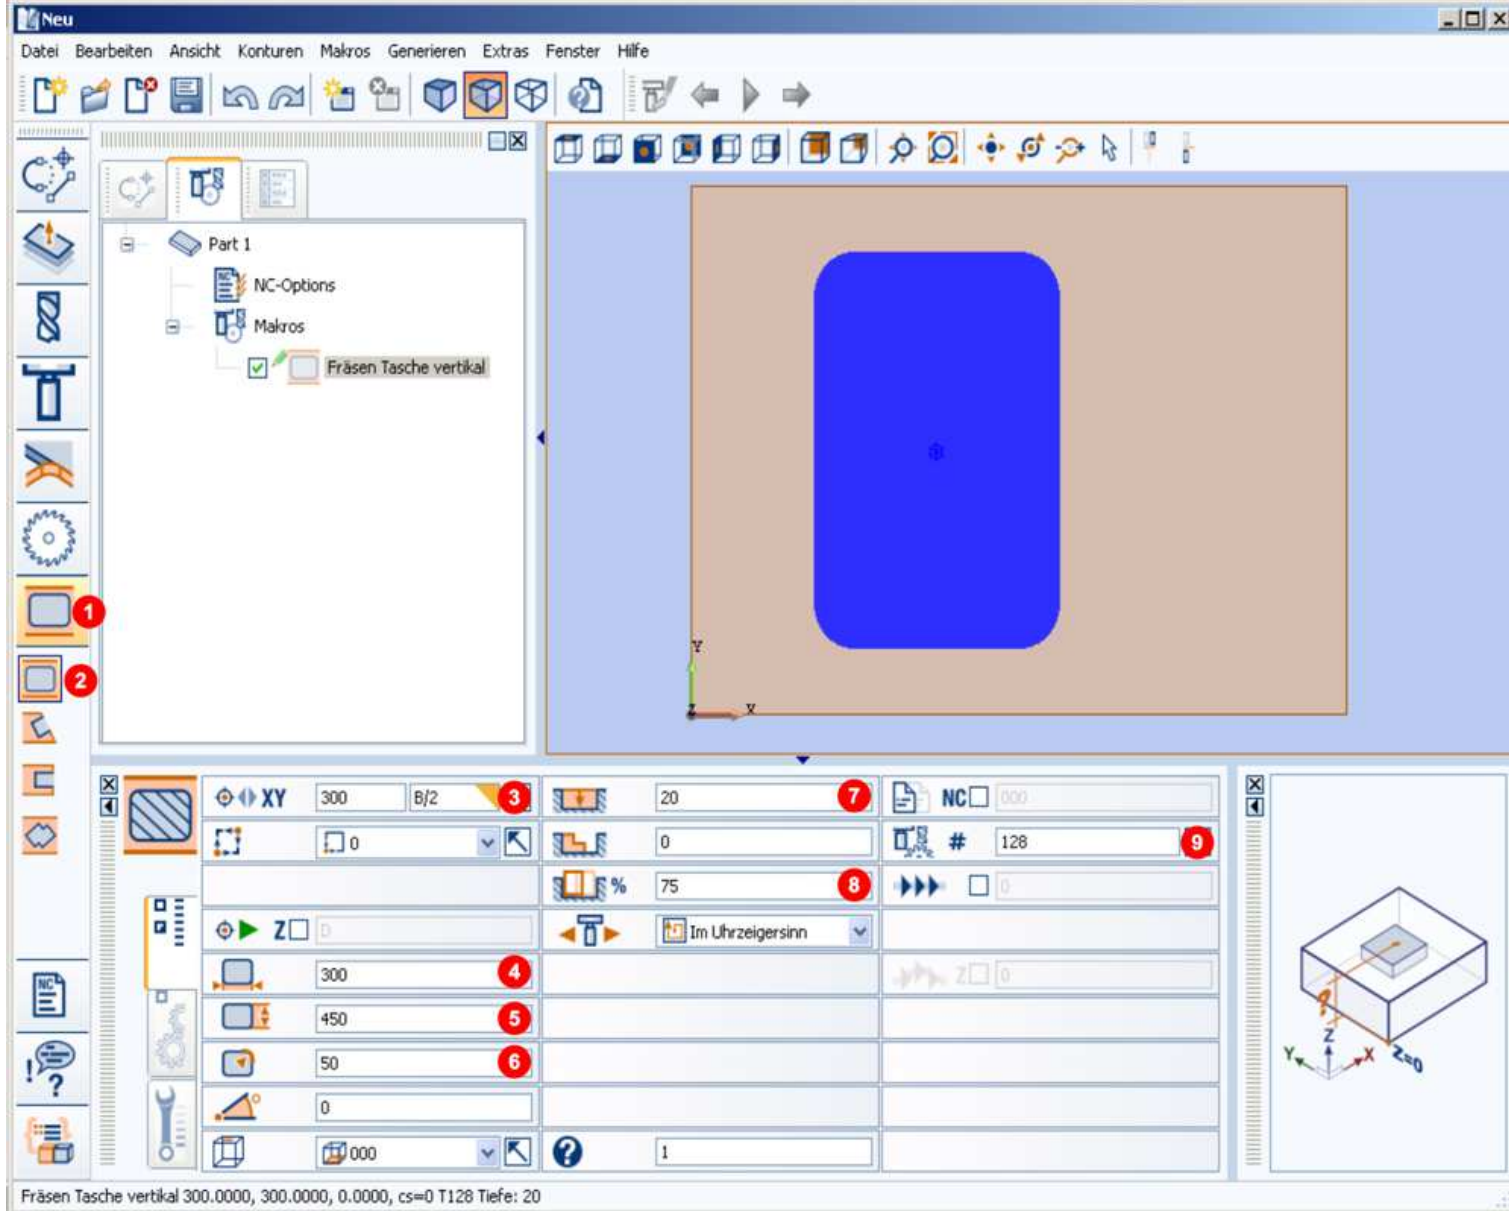 Neu
Datei Bearbeiten Ansicht Konturen Makros Generieren Extras Fenster Hilfe
Part 1
NC-Options
Makros
Fräsen Tasche vertikal
1
2
Y
Z X
XY 300 B/2 3 20 7 NC 000
0 0 # 128 9
% 75 8 0
Z D Im Uhrzeigersinn
300 4 Z 0
450 5
50 6
0
000 1
NC
Z
Y X Z=0
Fräsen Tasche vertikal 300.0000, 300.0000, 0.0000, cs=0 T128 Tiefe: 20